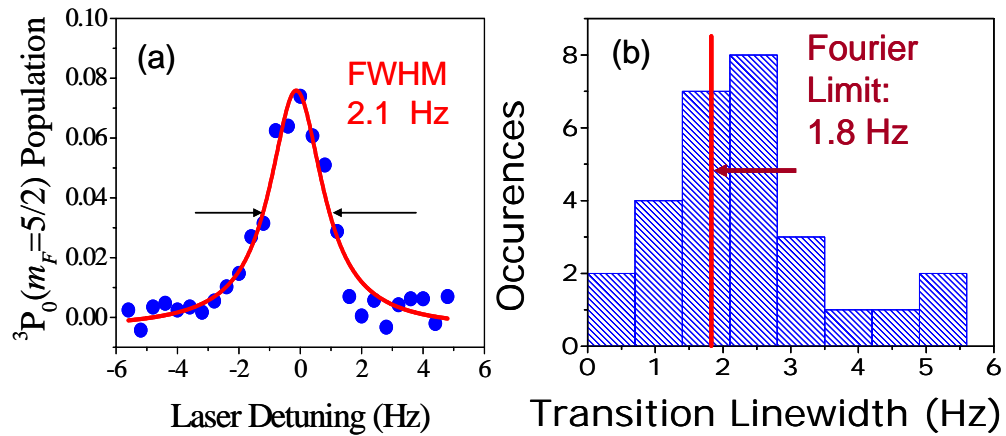 (a)
FWHM
2.1 Hz
³P₀(m_F=5/2) Population
0.10
0.08
0.06
0.04
0.02
0.00
-6 -4 -2 0 2 4 6
Laser Detuning (Hz)
(b)
Fourier
Limit:
1.8 Hz
Occurences
8
6
4
2
0
0 1 2 3 4 5 6
Transition Linewidth (Hz)